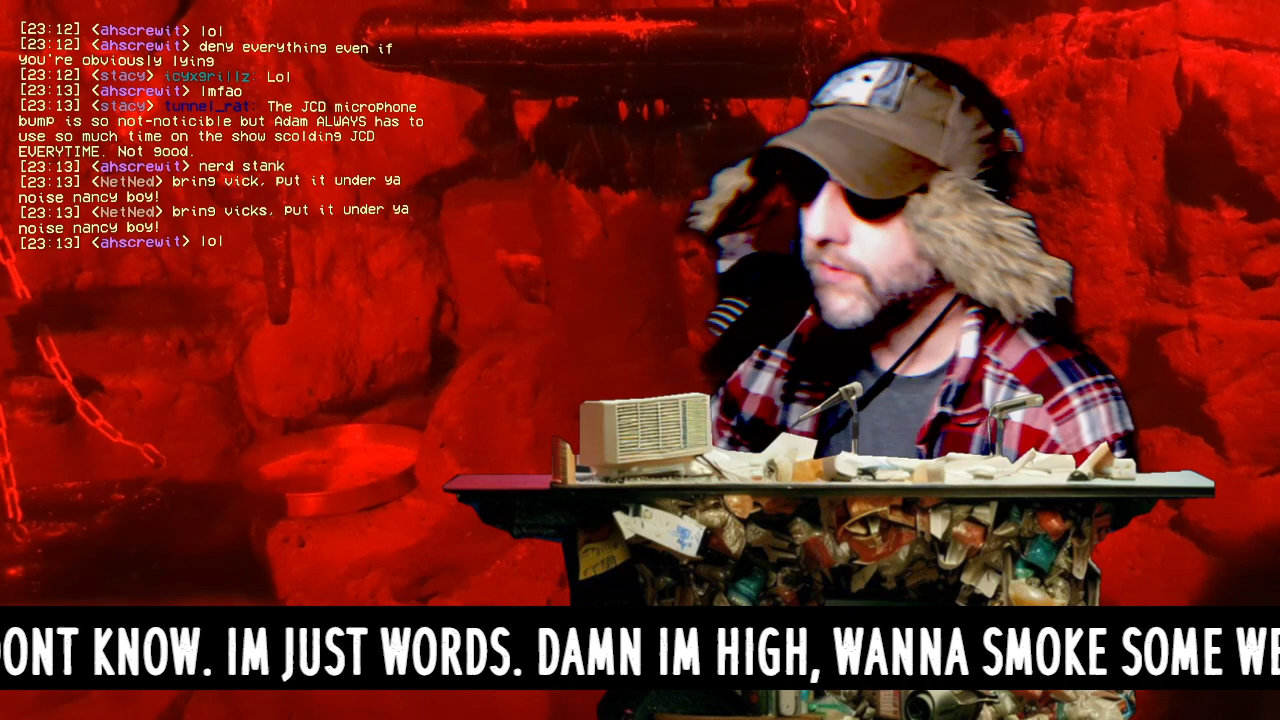 [23:12] <ahscrewit> lol
[23:12] <ahscrewit> deny everything even if
you're obviously lying
[23:12] <stacy> icyxgrillz: Lol
[23:13] <ahscrewit> lmfao
[23:13] <stacy> tunnel_rat: The JCD microphone
bump is so not-noticible but Adam ALWAYS has to
use so much time on the show scolding JCD
EVERYTIME. Not good.
[23:13] <ahscrewit> nerd stank
[23:13] <NetNed> bring vick, put it under ya
noise nancy boy!
[23:13] <NetNed> bring vicks, put it under ya
noise nancy boy!
[23:13] <ahscrewit> lol
DONT KNOW. IM JUST WORDS. DAMN IM HIGH, WANNA SMOKE SOME WE